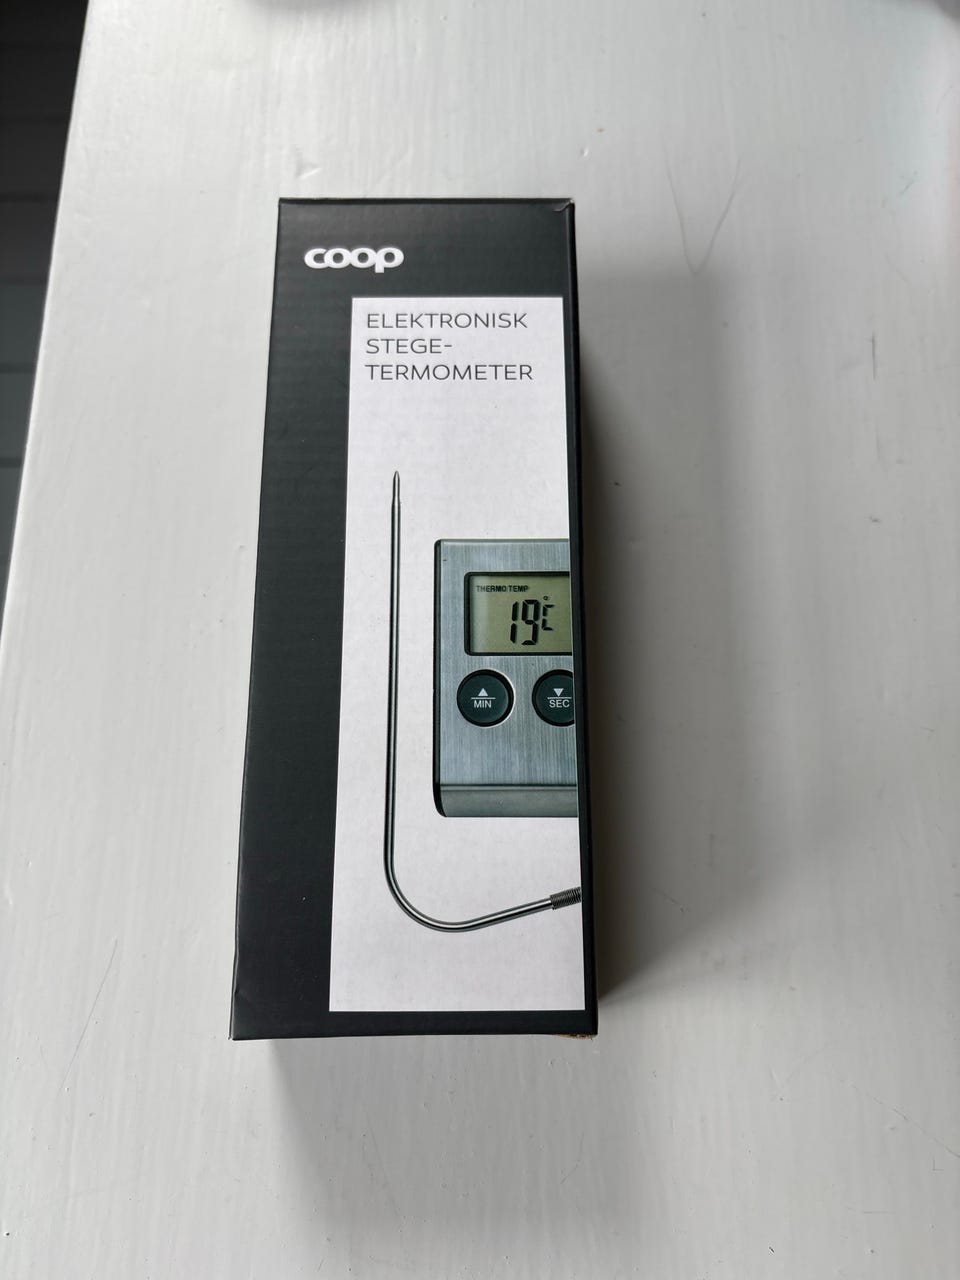 coop
ELEKTRONISK
STEGE-
TERMOMETER
THERMO TEMP
19°C
MIN
SEC